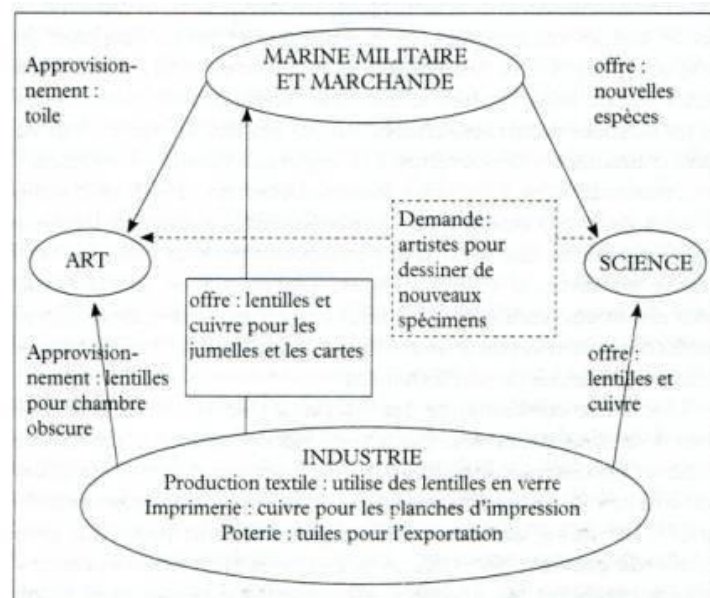 MARINE MILITAIRE
ET MARCHANDE
Approvision-
nement :
toile
offre :
nouvelles
espèces
Demande :
artistes pour
dessiner de
nouveaux
spécimens
ART
SCIENCE
offre : lentilles et
cuivre pour les
jumelles et les cartes
Approvision-
nement : lentilles
pour chambre
obscure
offre :
lentilles et
cuivre
INDUSTRIE
Production textile : utilise des lentilles en verre
Imprimerie : cuivre pour les planches d'impression
Poterie : tuiles pour l'exportation